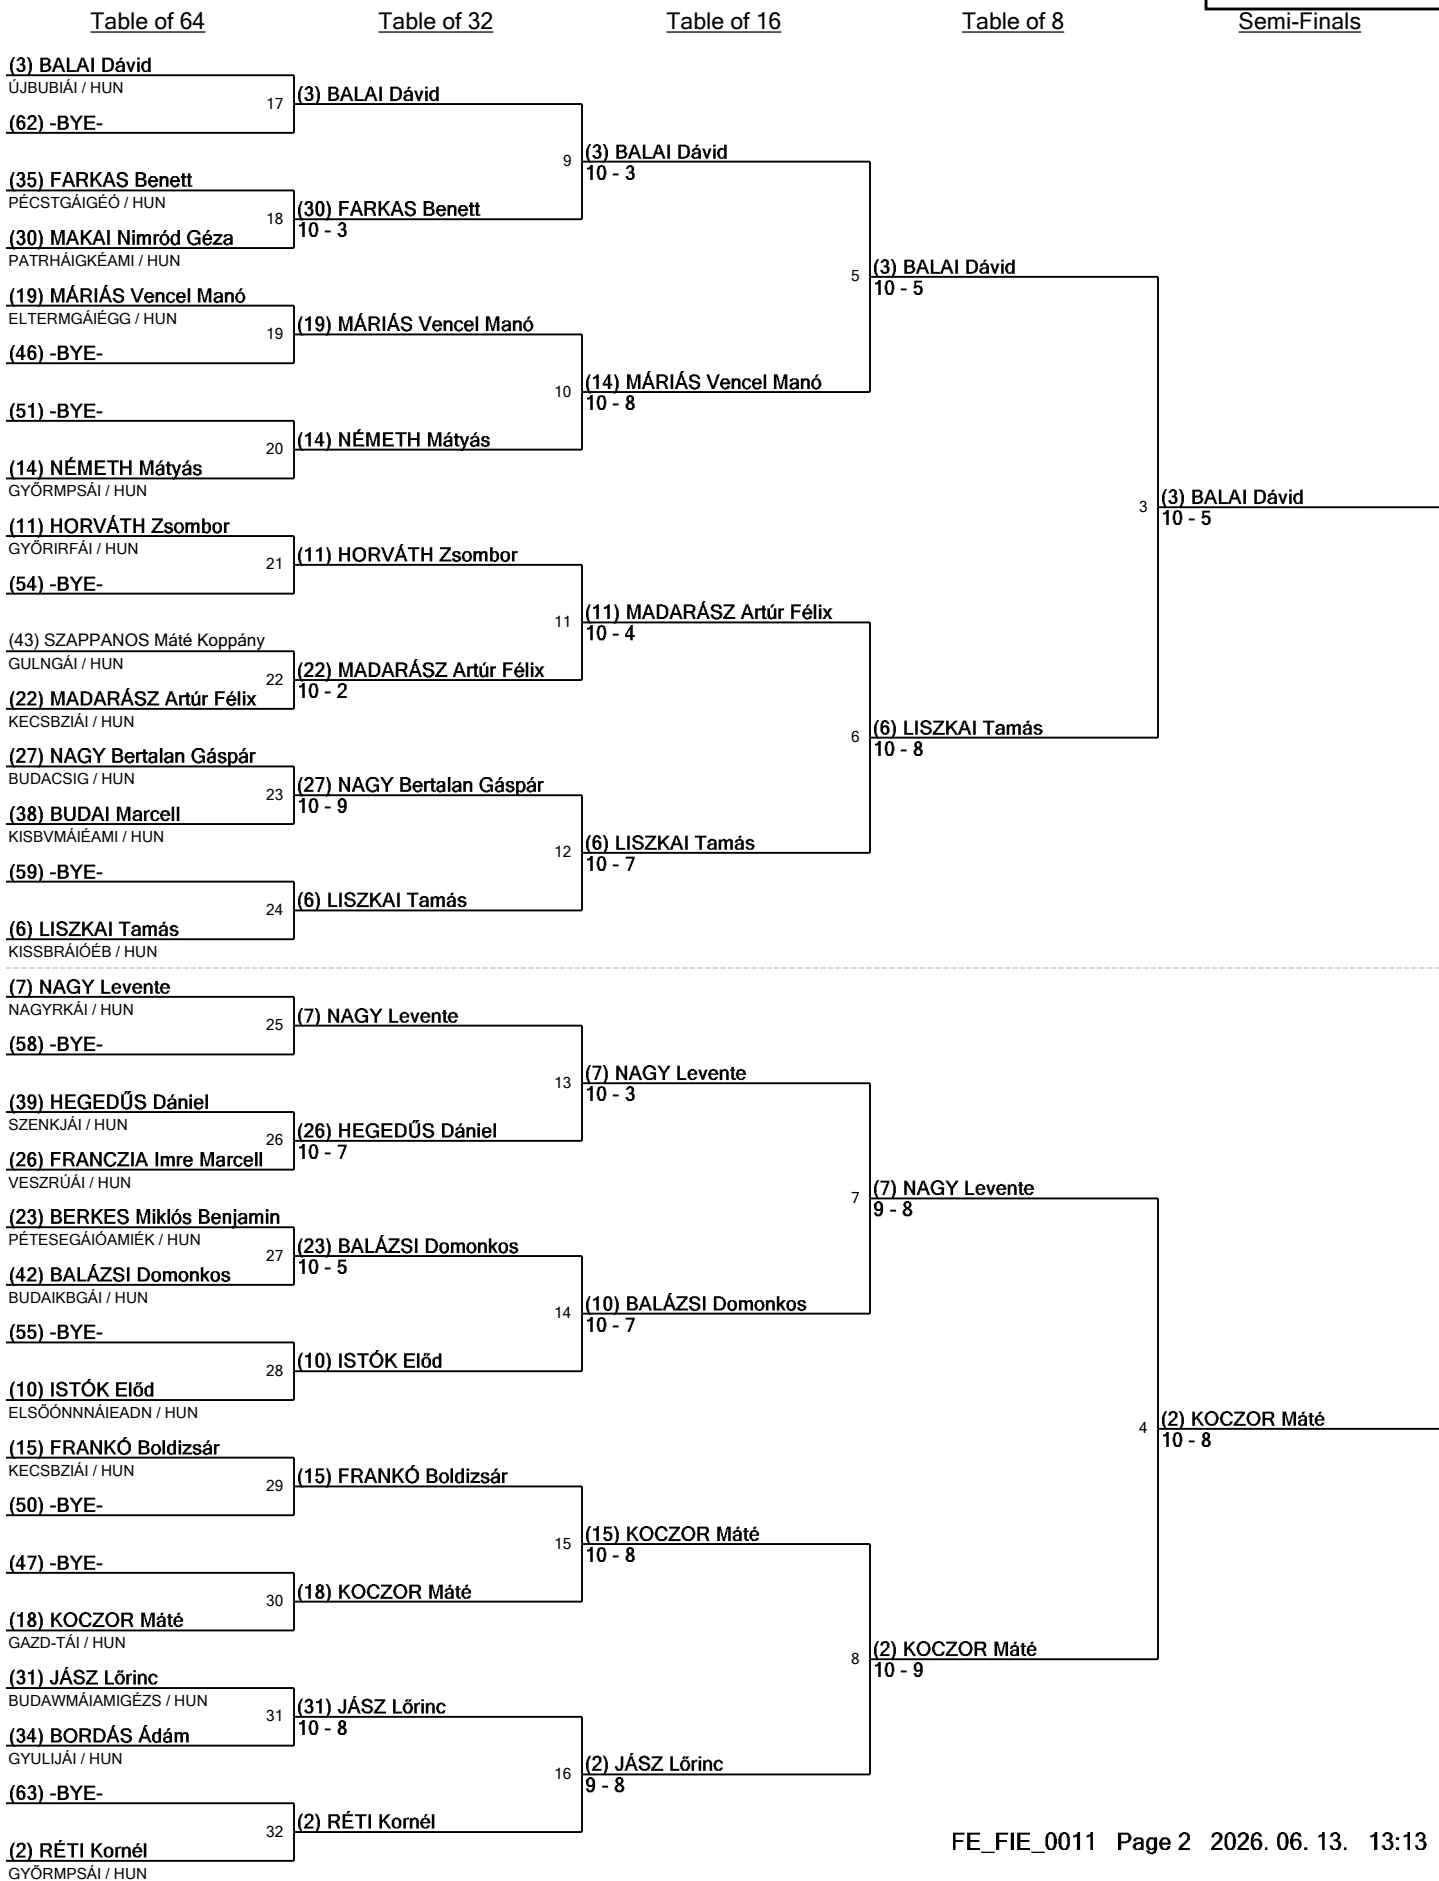 Table of 64
Table of 32
Table of 16
Table of 8
Semi-Finals
(3) BALAI Dávid
ÚJBUBIÁI / HUN
17
(62) -BYE-
(35) FARKAS Benett
PÉCSTGÁIGÉÓ / HUN
18
(30) MAKAI Nimród Géza
PATRHÁIGKÉAMI / HUN
(19) MÁRIÁS Vencel Manó
ELTERMGÁIÉGG / HUN
19
(46) -BYE-
(51) -BYE-
20
(14) NÉMETH Mátyás
GYŐRMPSÁI / HUN
(11) HORVÁTH Zsombor
GYŐRIRFÁI / HUN
21
(54) -BYE-
(43) SZAPPANOS Máté Koppány
GULNGÁI / HUN
22
(22) MADARÁSZ Artúr Félix
KECSBZIÁI / HUN
(27) NAGY Bertalan Gáspár
BUDACSIG / HUN
23
(38) BUDAI Marcell
KISBVMÁIÉAMI / HUN
(59) -BYE-
24
(6) LISZKAI Tamás
KISSBRÁIÓÉB / HUN
(7) NAGY Levente
NAGYRKÁI / HUN
25
(58) -BYE-
(39) HEGEDŰS Dániel
SZENKJÁI / HUN
26
(26) FRANCZIA Imre Marcell
VESZRÚÁI / HUN
(23) BERKES Miklós Benjamin
PÉTESEGÁIÓAMIÉK / HUN
27
(42) BALÁZSI Domonkos
BUDAIKBGÁI / HUN
(55) -BYE-
28
(10) ISTÓK Előd
ELSŐÓNNNÁIEADN / HUN
(15) FRANKÓ Boldizsár
KECSBZIÁI / HUN
29
(50) -BYE-
(47) -BYE-
30
(18) KOCZOR Máté
GAZD-TÁI / HUN
(31) JÁSZ Lőrinc
BUDAWMÁIAMIGÉZS / HUN
31
(34) BORDÁS Ádám
GYULIJÁI / HUN
(63) -BYE-
32
(2) RÉTI Kornél
GYŐRMPSÁI / HUN
(3) BALAI Dávid
9
(30) FARKAS Benett
10 - 3
(19) MÁRIÁS Vencel Manó
10
(14) NÉMETH Mátyás
(11) HORVÁTH Zsombor
11
(22) MADARÁSZ Artúr Félix
10 - 2
(27) NAGY Bertalan Gáspár
10 - 9
12
(6) LISZKAI Tamás
(7) NAGY Levente
13
(26) HEGEDŰS Dániel
10 - 7
(23) BALÁZSI Domonkos
10 - 5
14
(10) ISTÓK Előd
(15) FRANKÓ Boldizsár
15
(18) KOCZOR Máté
(31) JÁSZ Lőrinc
10 - 8
16
(2) RÉTI Kornél
(3) BALAI Dávid
10 - 3
5
(14) MÁRIÁS Vencel Manó
10 - 8
(11) MADARÁSZ Artúr Félix
10 - 4
6
(6) LISZKAI Tamás
10 - 7
(7) NAGY Levente
10 - 3
7
(10) BALÁZSI Domonkos
10 - 7
(15) KOCZOR Máté
10 - 8
8
(2) JÁSZ Lőrinc
9 - 8
(3) BALAI Dávid
10 - 5
3
(6) LISZKAI Tamás
10 - 8
(7) NAGY Levente
9 - 8
4
(2) KOCZOR Máté
10 - 9
(3) BALAI Dávid
10 - 5
(2) KOCZOR Máté
10 - 8
FE_FIE_0011 Page 2 2026. 06. 13. 13:13